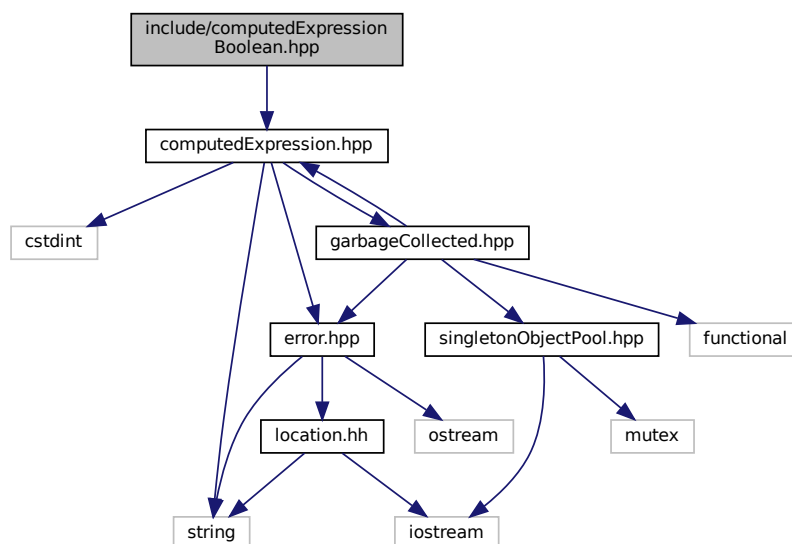 include/computedExpression
Boolean.hpp
computedExpression.hpp
cstdint
garbageCollected.hpp
error.hpp
singletonObjectPool.hpp
functional
location.hh
ostream
mutex
string
iostream